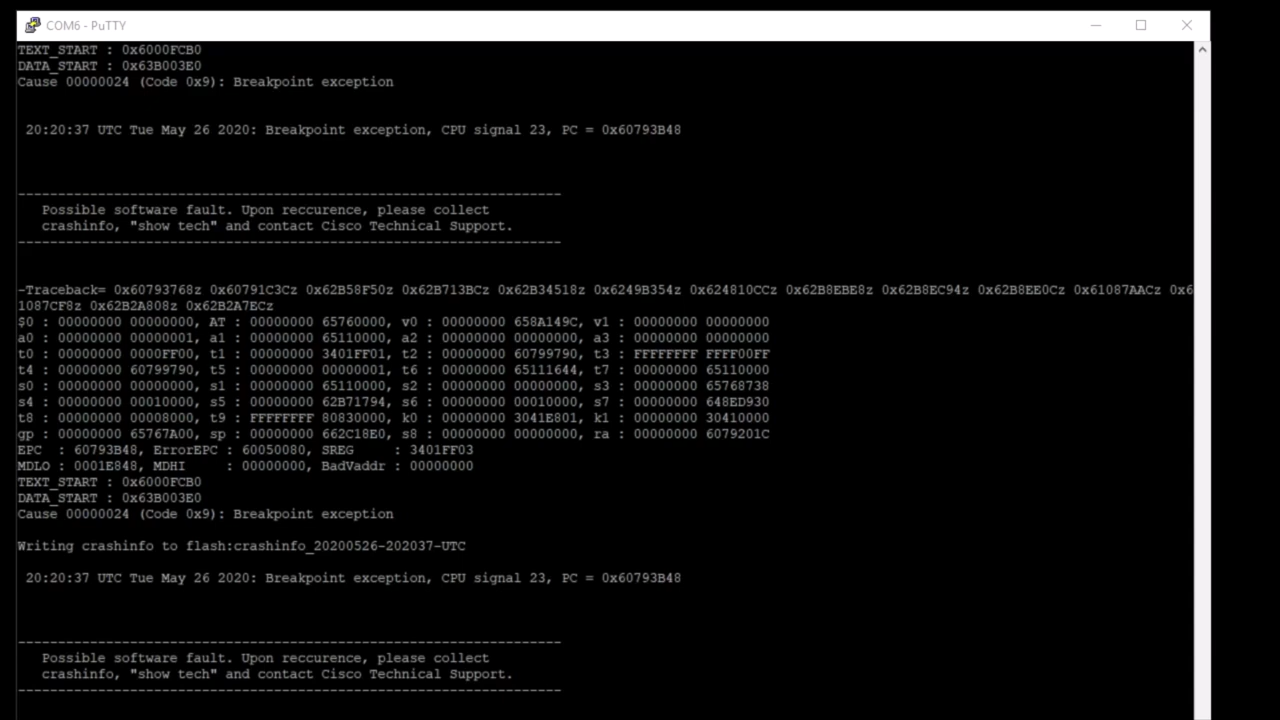 COM6 - PuTTY
TEXT_START : 0x6000FCB0
DATA_START : 0x63B003E0
Cause 00000024 (Code 0x9): Breakpoint exception
20:20:37 UTC Tue May 26 2020: Breakpoint exception, CPU signal 23, PC = 0x60793B48
--------------------------------------------------------------------
Possible software fault. Upon reccurence, please collect
crashinfo, "show tech" and contact Cisco Technical Support.
--------------------------------------------------------------------
-Traceback= 0x60793768z 0x60791C3Cz 0x62B58F50z 0x62B713BCz 0x62B34518z 0x6249B354z 0x624810CCz 0x62B8EBE8z 0x62B8EC94z 0x62B8EE0Cz 0x61087AACz 0x6
1087CF8z 0x62B2A808z 0x62B2A7ECz
$0 : 00000000 00000000, AT : 00000000 65760000, v0 : 00000000 658A149C, v1 : 00000000 00000000
a0 : 00000000 00000001, a1 : 00000000 65110000, a2 : 00000000 00000000, a3 : 00000000 00000000
t0 : 00000000 0000FF00, t1 : 00000000 3401FF01, t2 : 00000000 60799790, t3 : FFFFFFFF FFFF00FF
t4 : 00000000 60799790, t5 : 00000000 00000001, t6 : 00000000 65111644, t7 : 00000000 65110000
s0 : 00000000 00000000, s1 : 00000000 65110000, s2 : 00000000 00000000, s3 : 00000000 65768738
s4 : 00000000 00010000, s5 : 00000000 62B71794, s6 : 00000000 00010000, s7 : 00000000 648ED930
t8 : 00000000 00008000, t9 : FFFFFFFF 80830000, k0 : 00000000 3041E801, k1 : 00000000 30410000
gp : 00000000 65767A00, sp : 00000000 662C18E0, s8 : 00000000 00000000, ra : 00000000 6079201C
EPC : 60793B48, ErrorEPC : 60050080, SREG : 3401FF03
MDLO : 0001E848, MDHI : 00000000, BadVaddr : 00000000
TEXT_START : 0x6000FCB0
DATA_START : 0x63B003E0
Cause 00000024 (Code 0x9): Breakpoint exception
Writing crashinfo to flash:crashinfo_20200526-202037-UTC
20:20:37 UTC Tue May 26 2020: Breakpoint exception, CPU signal 23, PC = 0x60793B48
--------------------------------------------------------------------
Possible software fault. Upon reccurence, please collect
crashinfo, "show tech" and contact Cisco Technical Support.
--------------------------------------------------------------------